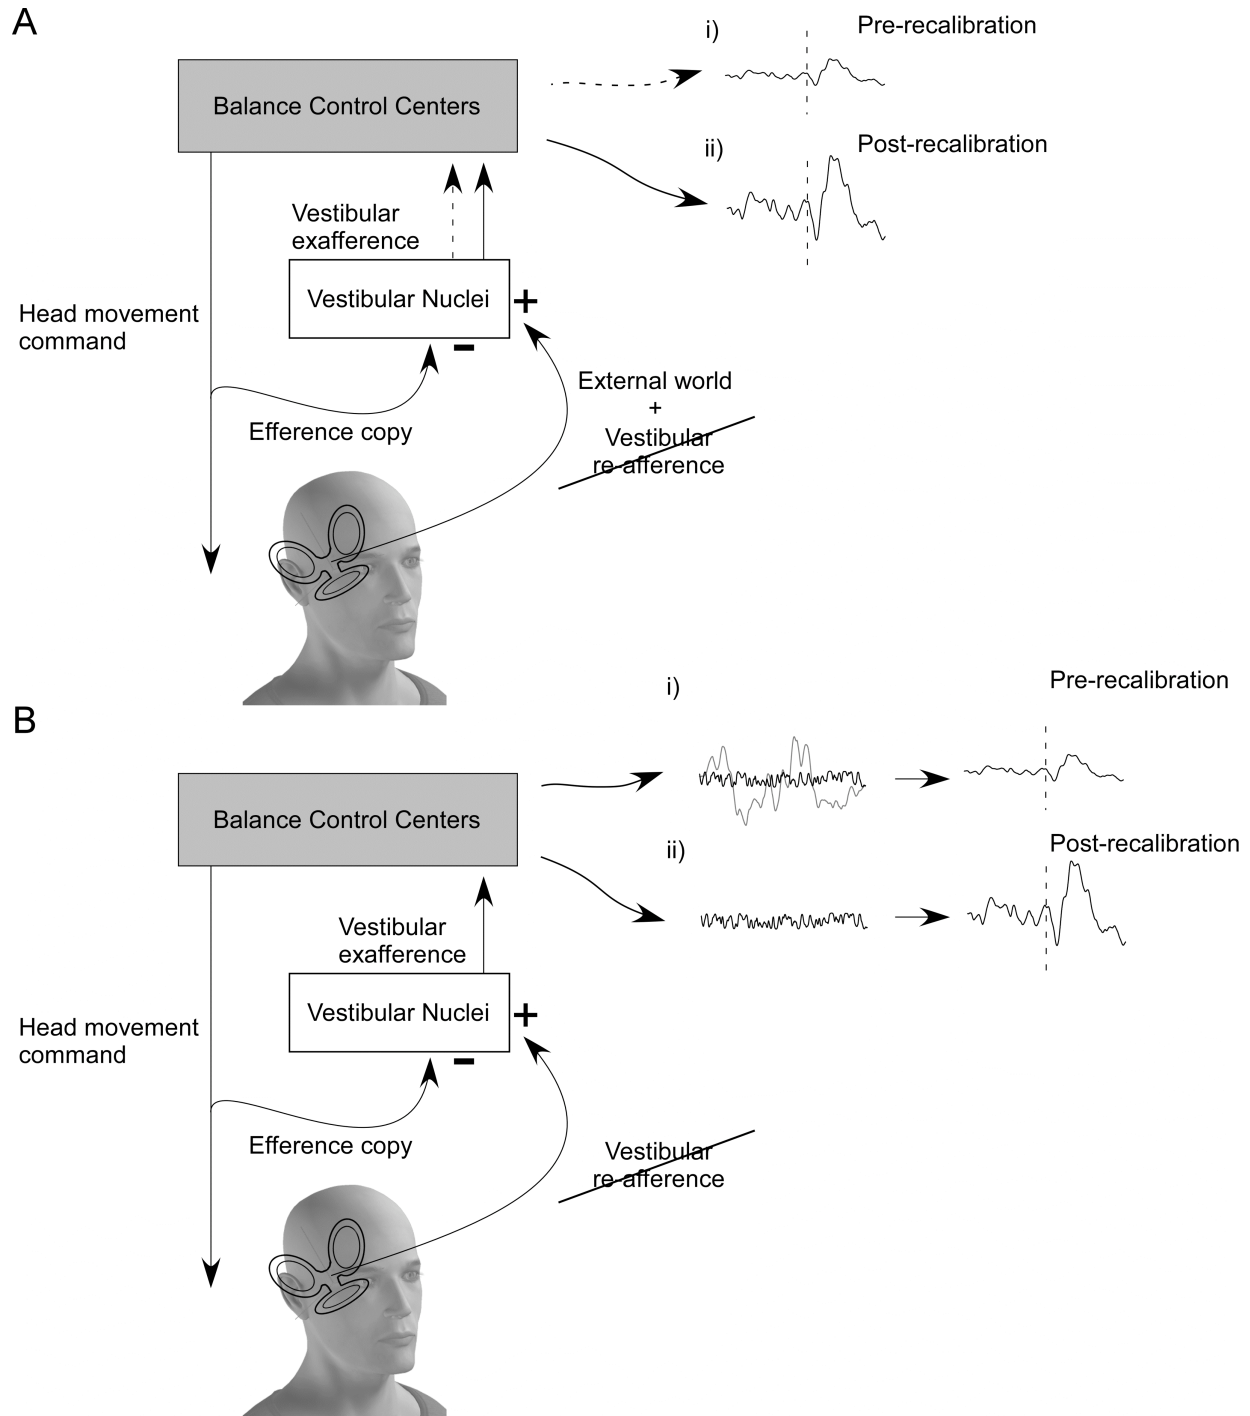 A
i)
Pre-recalibration
Balance Control Centers
ii)
Post-recalibration
Vestibular
exafference
Vestibular Nuclei
+
-
Head movement
command
External world
+
Vestibular
re-afference
Efference copy
i)
Pre-recalibration
B
Balance Control Centers
ii)
Post-recalibration
Vestibular
exafference
Vestibular Nuclei
+
-
Head movement
command
Efference copy
Vestibular
re-afference